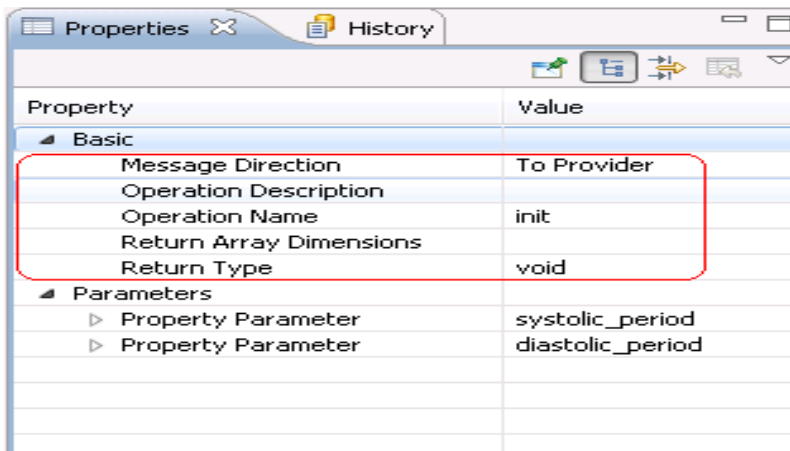 Properties History
Property Value
Basic
Message Direction To Provider
Operation Description
Operation Name init
Return Array Dimensions
Return Type void
Parameters
Property Parameter systolic_period
Property Parameter diastolic_period